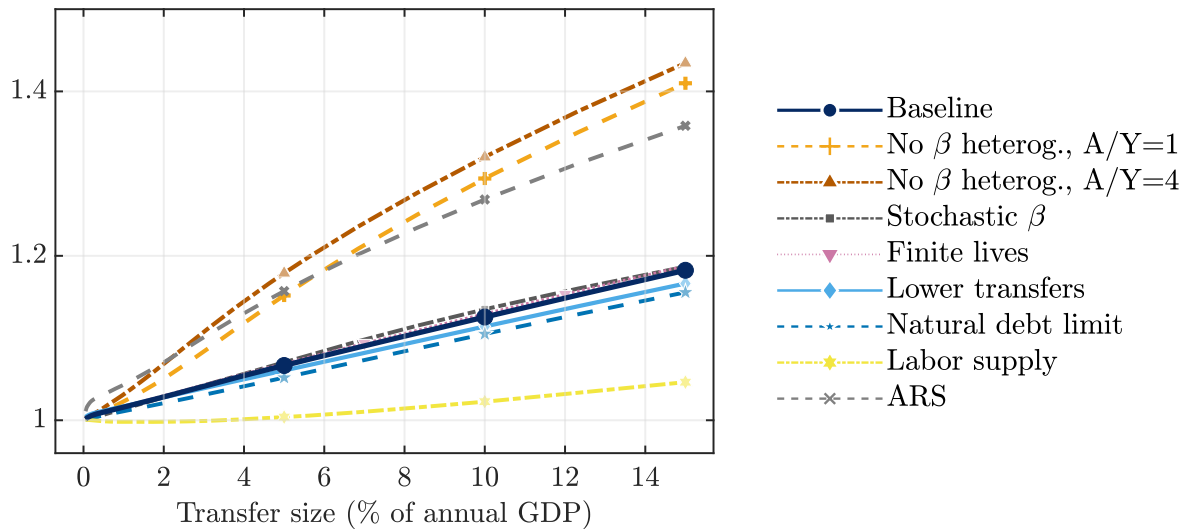 1.4
1.2
1
0 2 4 6 8 10 12 14
Transfer size (% of annual GDP)
Baseline
No β heterog., A/Y=1
No β heterog., A/Y=4
Stochastic β
Finite lives
Lower transfers
Natural debt limit
Labor supply
ARS